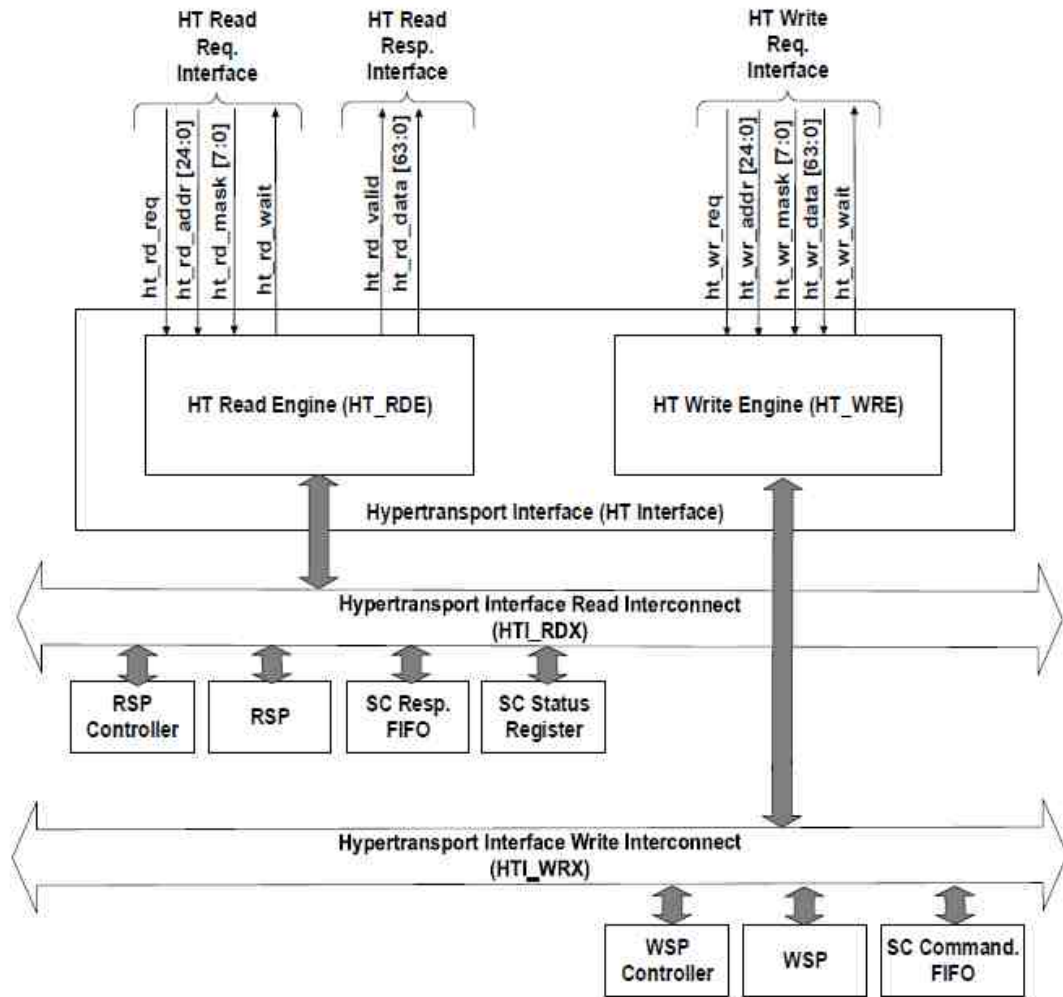 HT Read
Req.
Interface
HT Read
Resp.
Interface
HT Write
Req.
Interface
ht_rd_req
ht_rd_addr [24:0]
ht_rd_mask [7:0]
ht_rd_wait
ht_rd_valid
ht_rd_data [63:0]
ht_wr_req
ht_wr_addr [24:0]
ht_wr_mask [7:0]
ht_wr_data [63:0]
ht_wr_wait
HT Read Engine (HT_RDE)
HT Write Engine (HT_WRE)
Hypertransport Interface (HT Interface)
Hypertransport Interface Read Interconnect
(HTI_RDX)
RSP
Controller
RSP
SC Resp.
FIFO
SC Status
Register
Hypertransport Interface Write Interconnect
(HTI_WRX)
WSP
Controller
WSP
SC Command.
FIFO